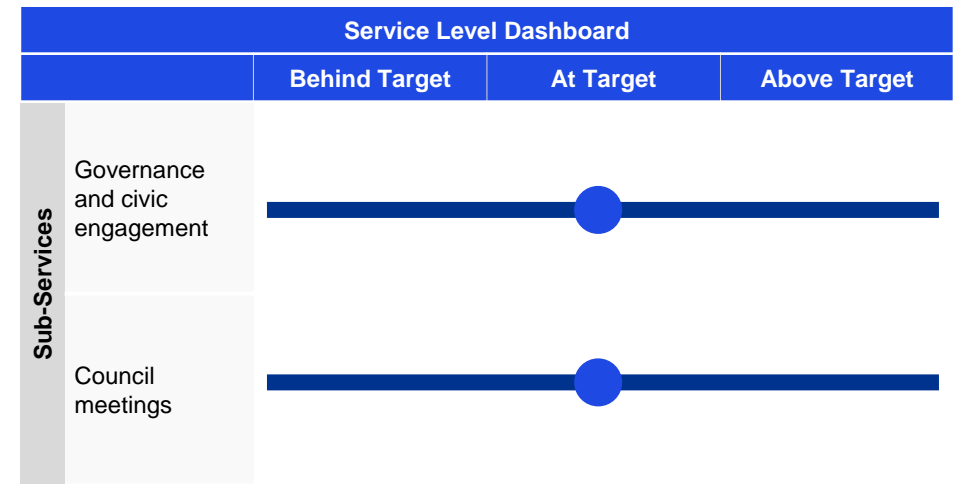 Service Level Dashboard
Behind Target
At Target
Above Target
Sub-Services
Governance
and civic
engagement
Council
meetings